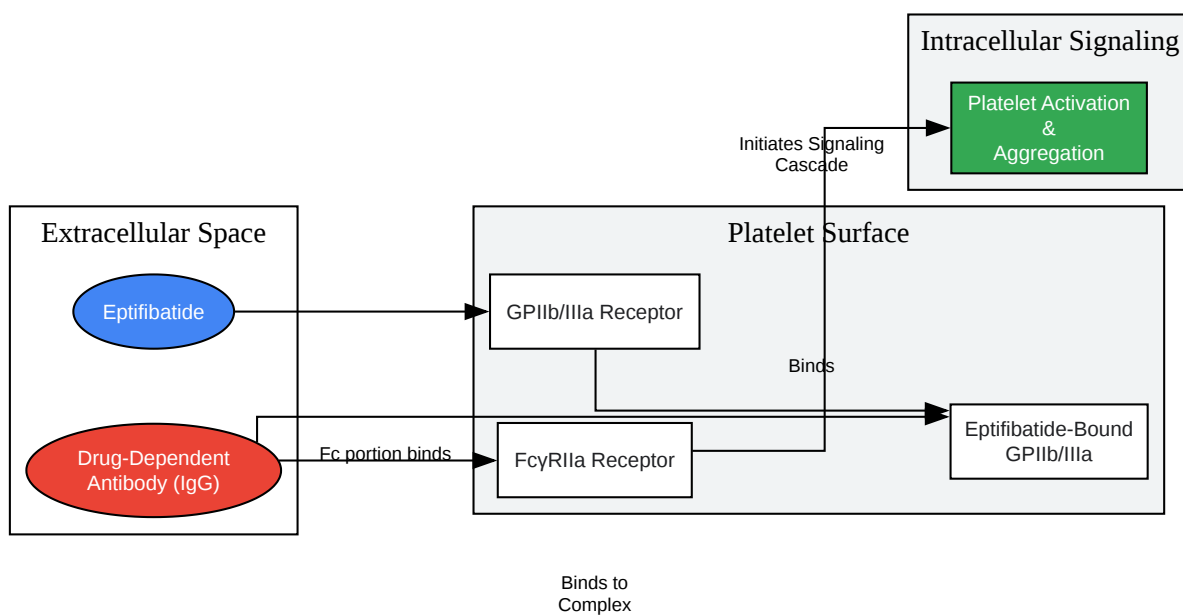 Intracellular Signaling
Platelet Activation
&
Aggregation
Initiates Signaling
Cascade
Extracellular Space
Platelet Surface
Eptifibatide
GPIIb/IIIa Receptor
Binds
Drug-Dependent
Antibody (IgG)
Fc portion binds
FcγRIIa Receptor
Eptifibatide-Bound
GPIIb/IIIa
Binds to
Complex